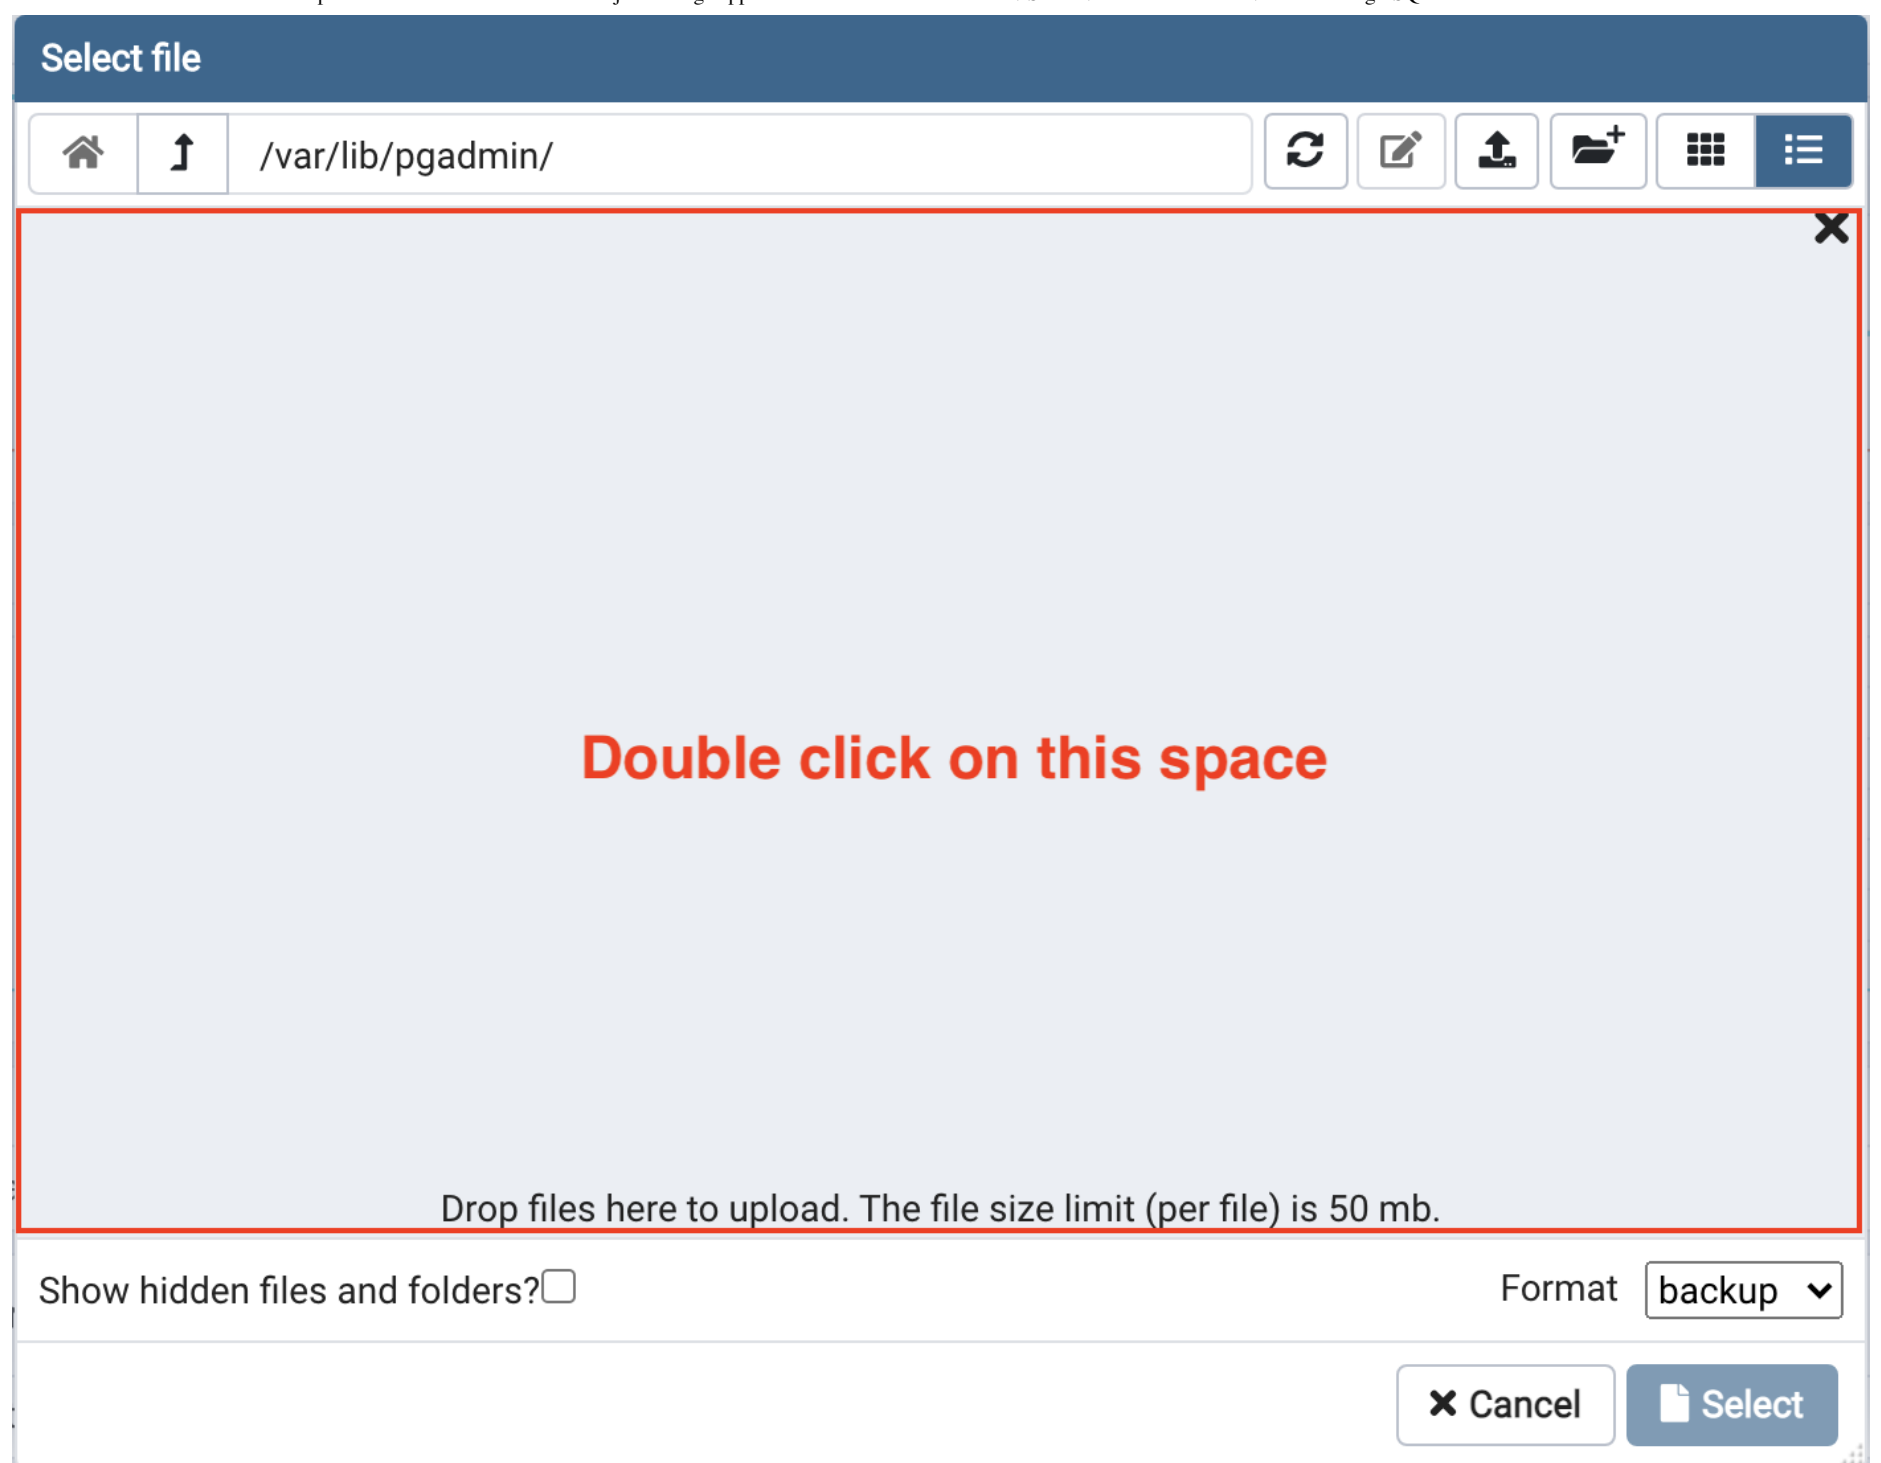 Select file
/var/lib/pgadmin/
Double click on this space
Drop files here to upload. The file size limit (per file) is 50 mb.
Show hidden files and folders?
Format backup
Cancel Select